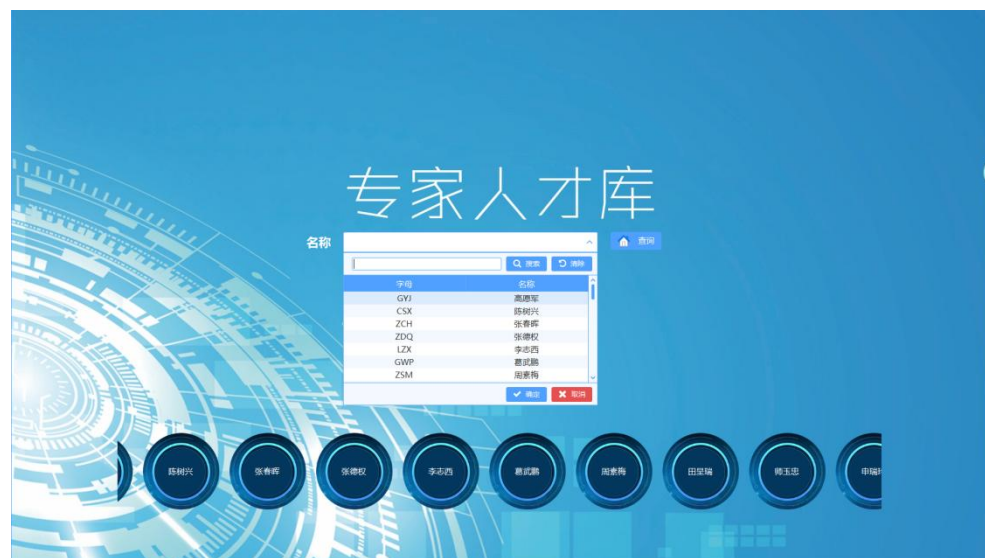 专家人才库
名称 查询
搜索 清除
字母 名称
GYJ 高愿军
CSX 陈树兴
ZCH 张春晖
ZDQ 张德权
LZX 李志西
GWP 葛武鹏
ZSM 周素梅
确定 取消
陈树兴 张春晖 张德权 李志西 葛武鹏 周素梅 田呈瑞 师玉忠 申瑞